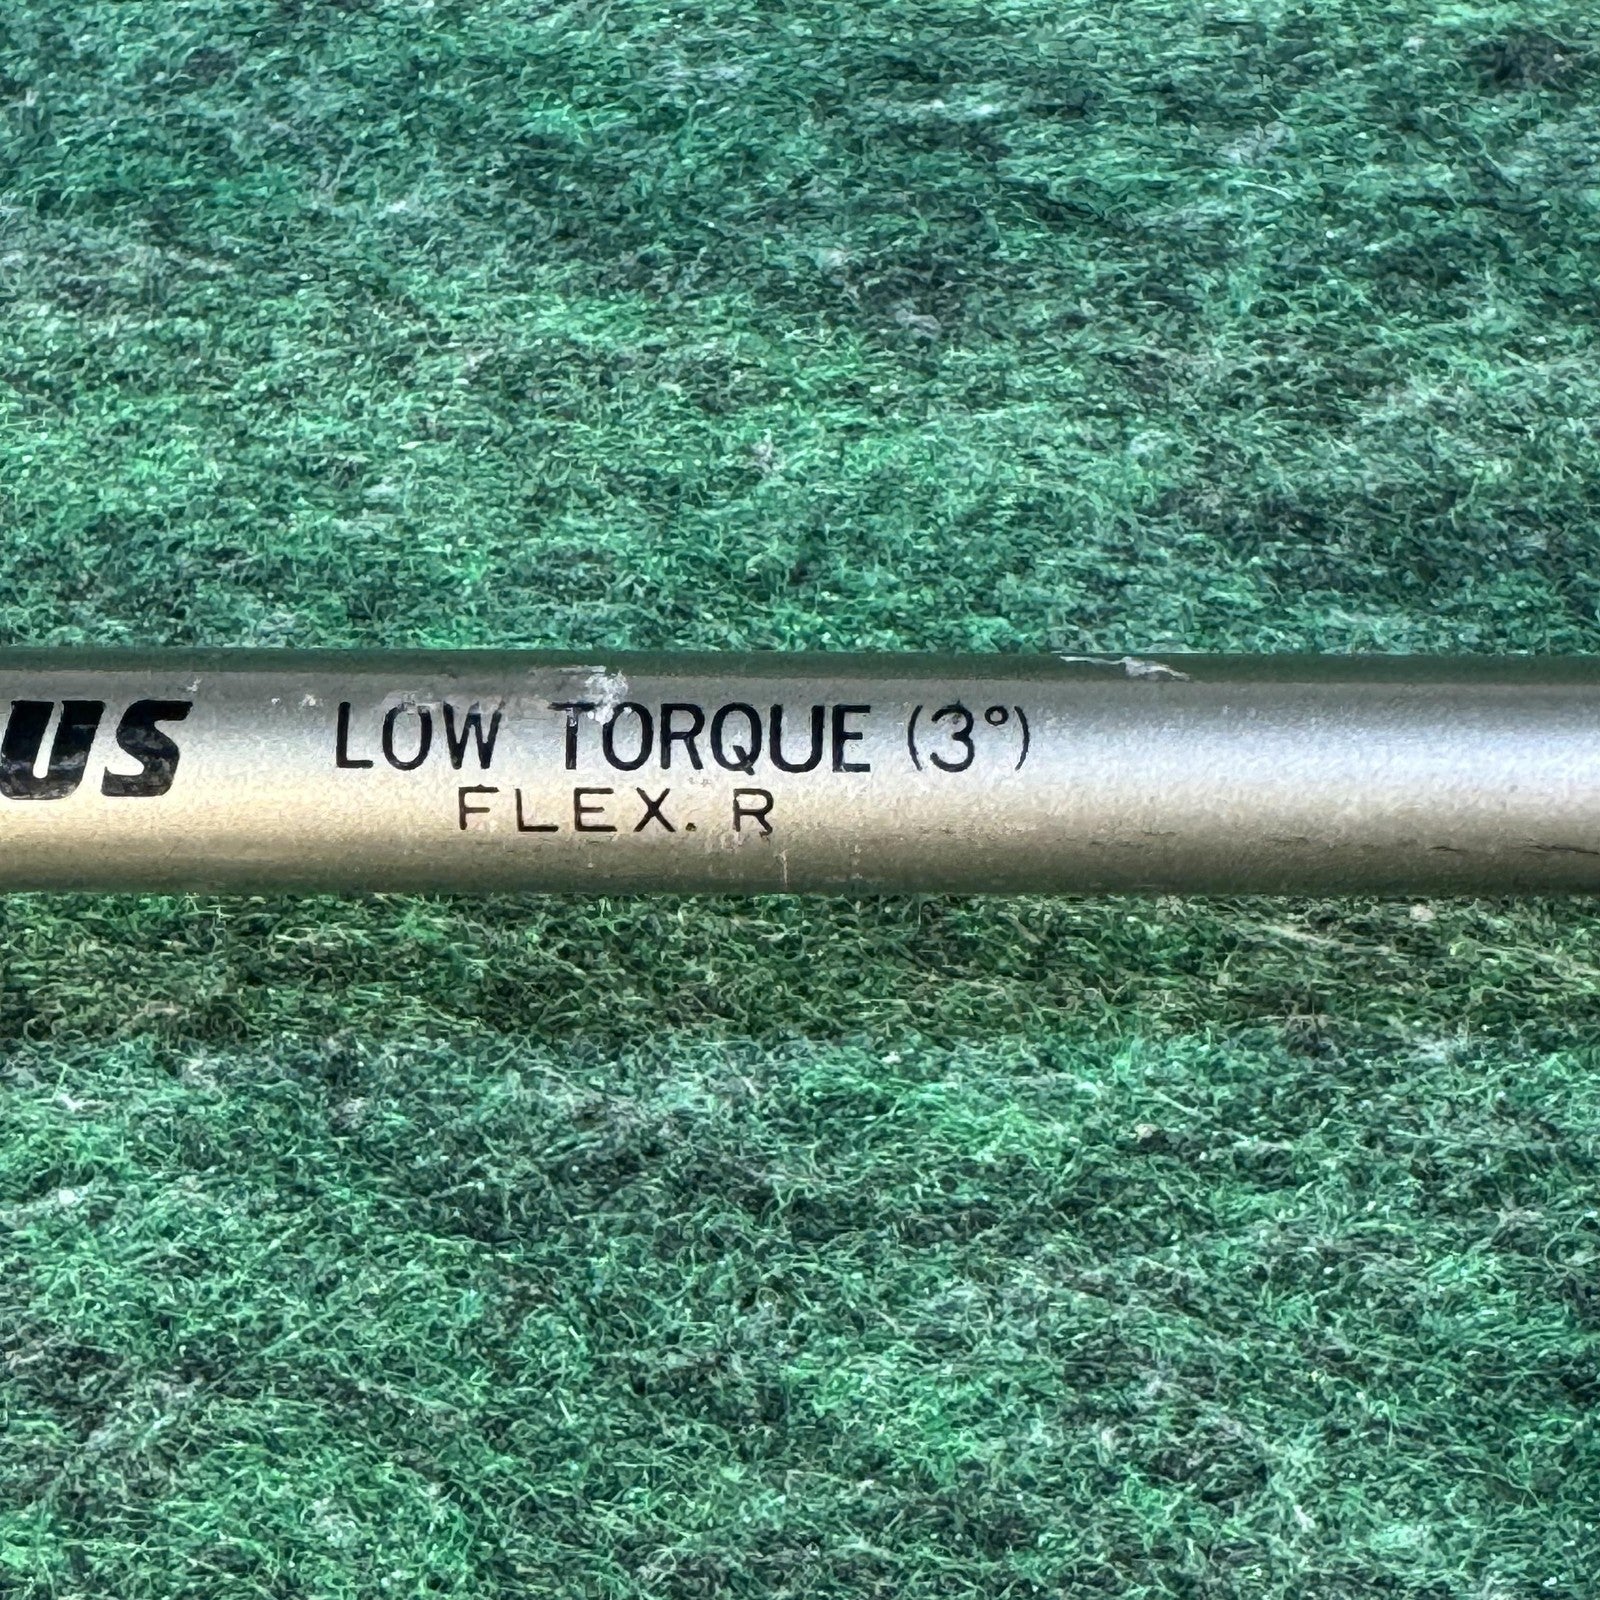 US LOW TORQUE (3°)
FLEX. R